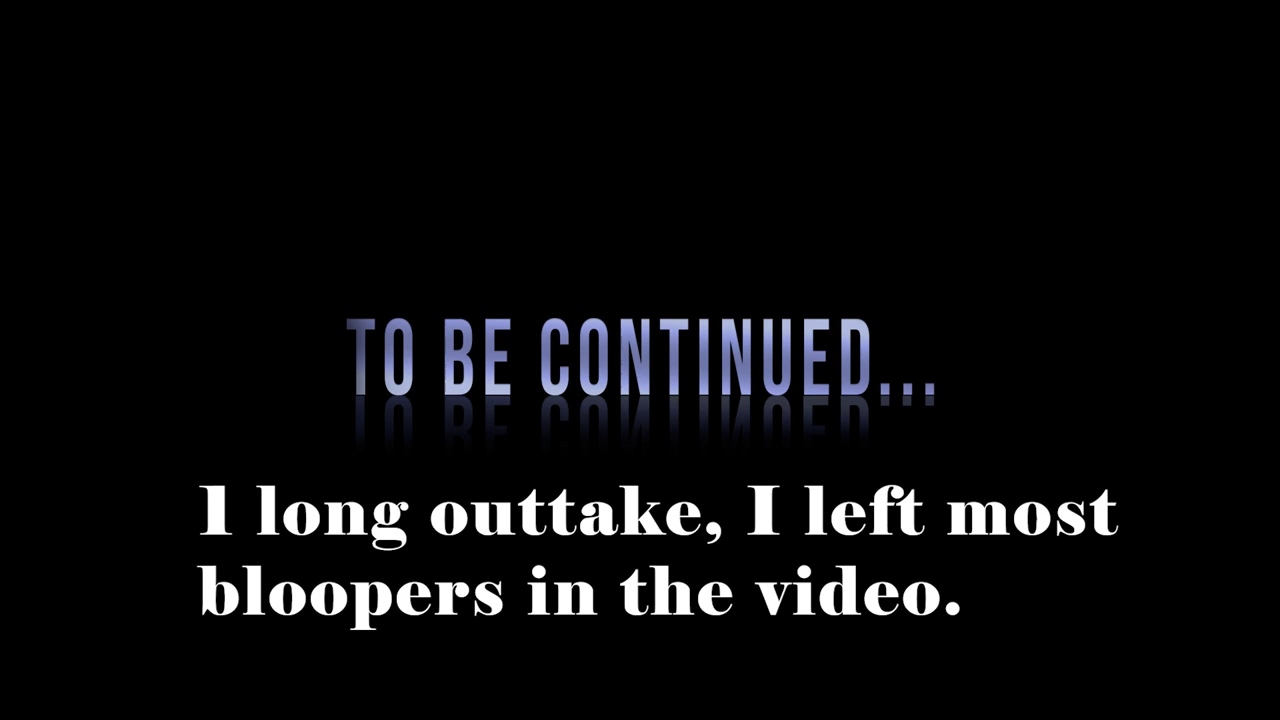 TO BE CONTINUED...
1 long outtake, I left most
bloopers in the video.